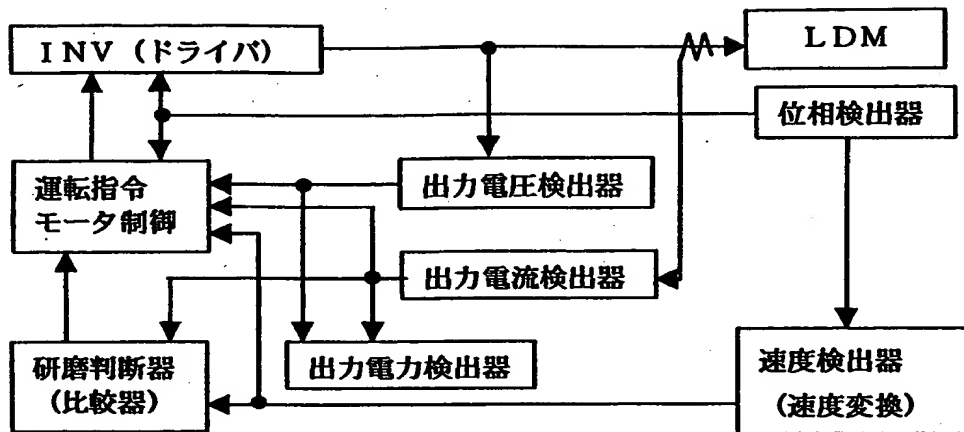 INV(ドライバ)
LDM
位相検出器
運転指令
モータ制御
出力電圧検出器
出力電流検出器
研磨判断器
(比較器)
出力電力検出器
速度検出器
(速度変換)